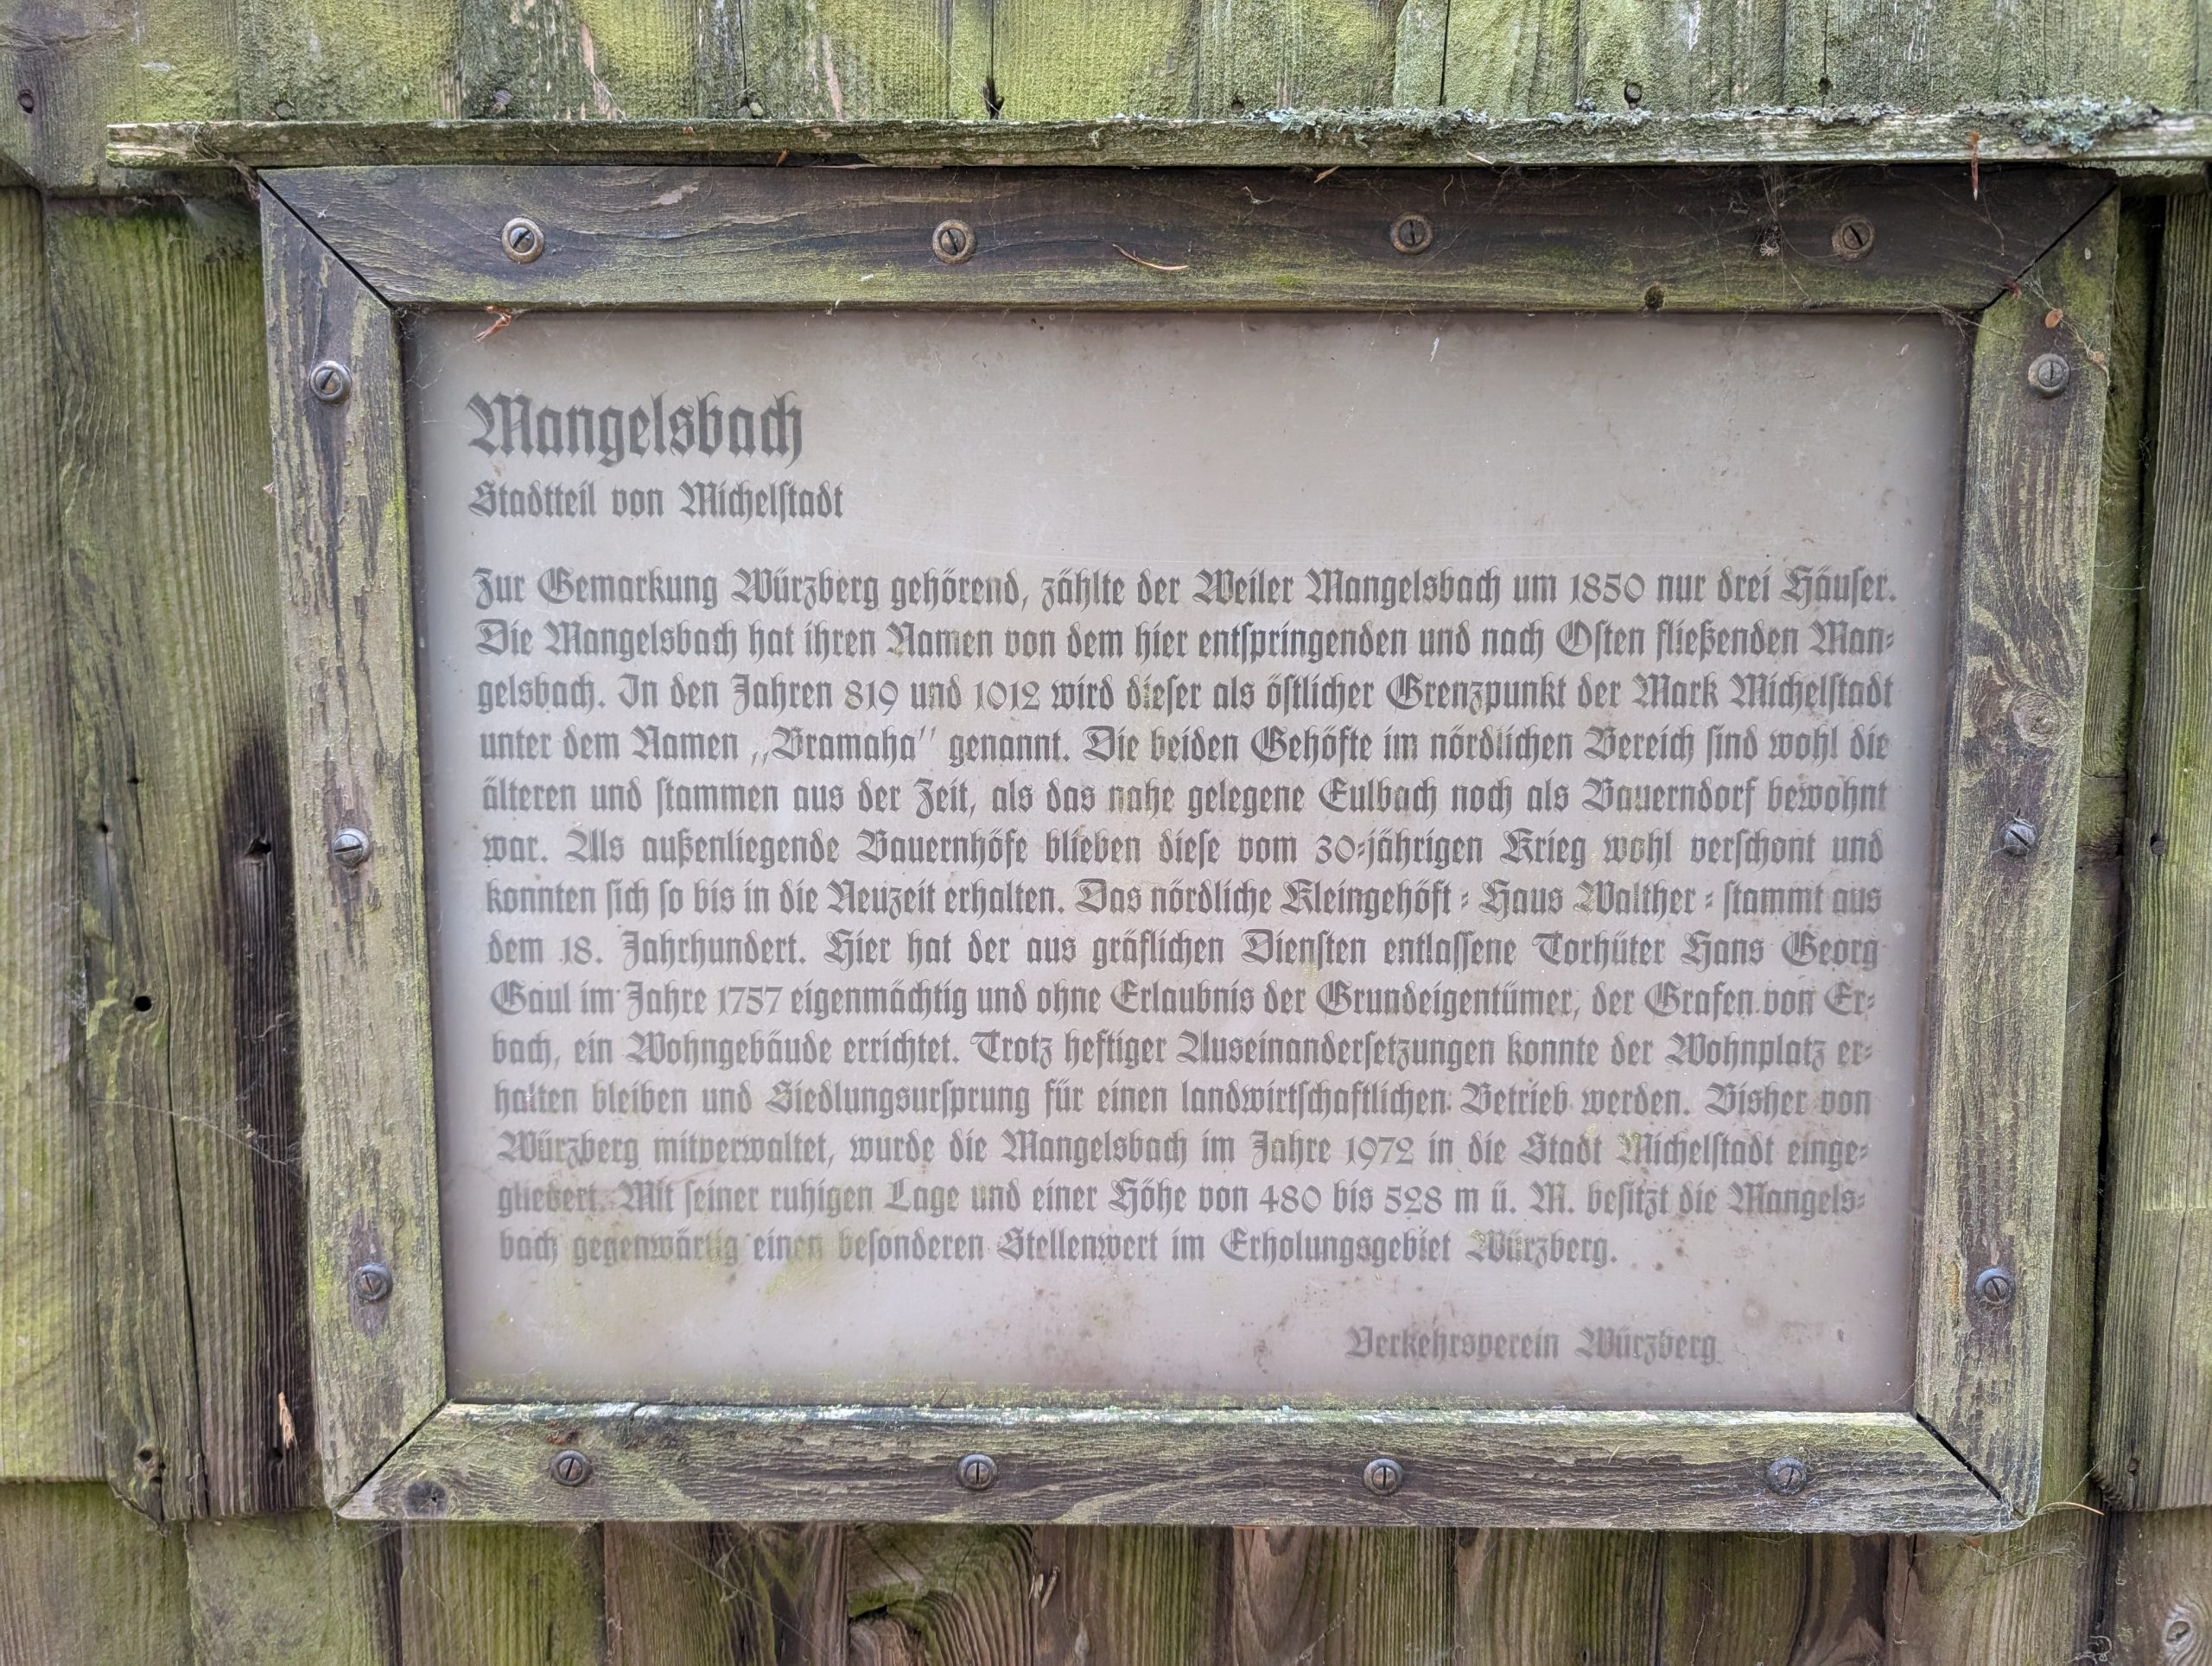 Mangelsbach
Stadtteil von Michelstadt
Zur Gemarkung Würzberg gehörend, zählte der Weiler Mangelsbach um 1850 nur drei Häuser.
Die Mangelsbach hat ihren Namen von dem hier entspringenden und nach Osten fließenden Man-
gelsbach. In den Jahren 819 und 1012 wird dieser als östlicher Grenzpunkt der Mark Michelstadt
unter dem Namen „Bramaha" genannt. Die beiden Gehöfte im nördlichen Bereich sind wohl die
älteren und stammen aus der Zeit, als das nahe gelegene Eulbach noch als Bauerndorf bewohnt
war. Als außenliegende Bauernhöfe blieben diese vom 30-jährigen Krieg wohl verschont und
konnten sich so bis in die Neuzeit erhalten. Das nördliche Kleingehöft - Haus Walther - stammt aus
dem 18. Jahrhundert. Hier hat der aus gräflichen Diensten entlassene Torhüter Hans Georg
Gaul im Jahre 1757 eigenmächtig und ohne Erlaubnis der Grundeigentümer, der Grafen von Er-
bach, ein Wohngebäude errichtet. Trotz heftiger Auseinandersetzungen konnte der Wohnplatz er-
halten bleiben und Siedlungsursprung für einen landwirtschaftlichen Betrieb werden. Bisher von
Würzberg mitverwaltet, wurde die Mangelsbach im Jahre 1972 in die Stadt Michelstadt einge-
gliedert. Mit seiner ruhigen Lage und einer Höhe von 480 bis 528 m ü. M. besitzt die Mangels-
bach gegenwärtig einen besonderen Stellenwert im Erholungsgebiet Würzberg.
Verkehrsverein Würzberg